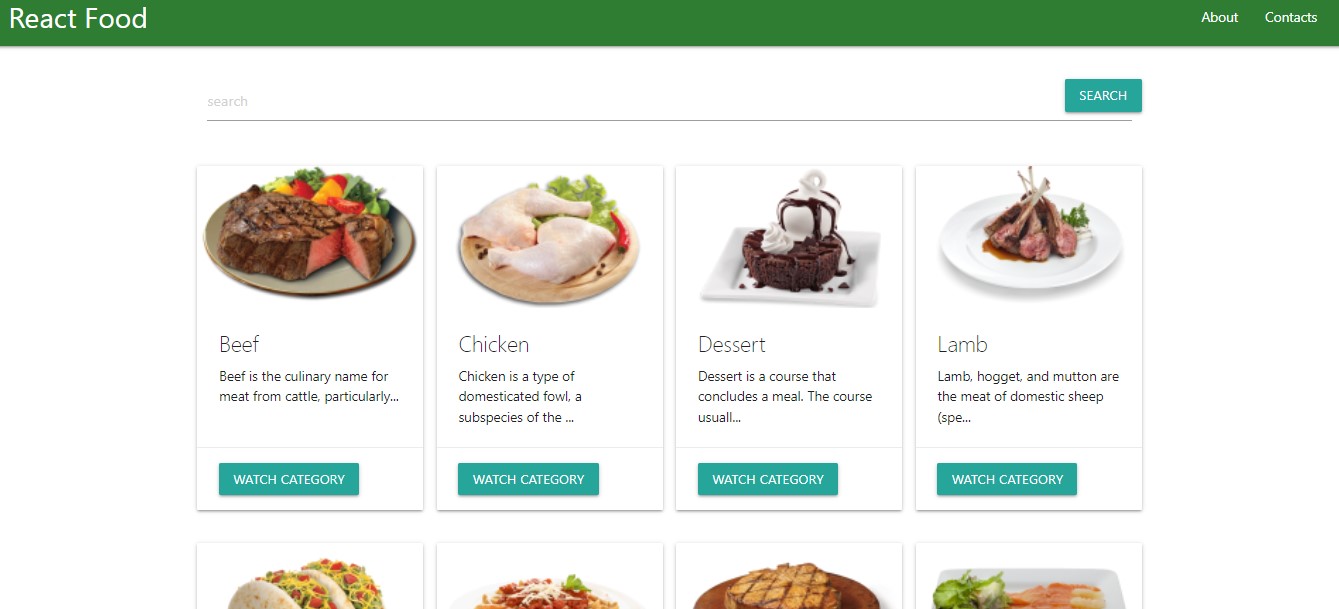 React Food
About
Contacts
search
SEARCH
Beef
Beef is the culinary name for
meat from cattle, particularly...
WATCH CATEGORY
Chicken
Chicken is a type of
domesticated fowl, a
subspecies of the ...
WATCH CATEGORY
Dessert
Dessert is a course that
concludes a meal. The course
usuall...
WATCH CATEGORY
Lamb
Lamb, hogget, and mutton are
the meat of domestic sheep
(spe...
WATCH CATEGORY